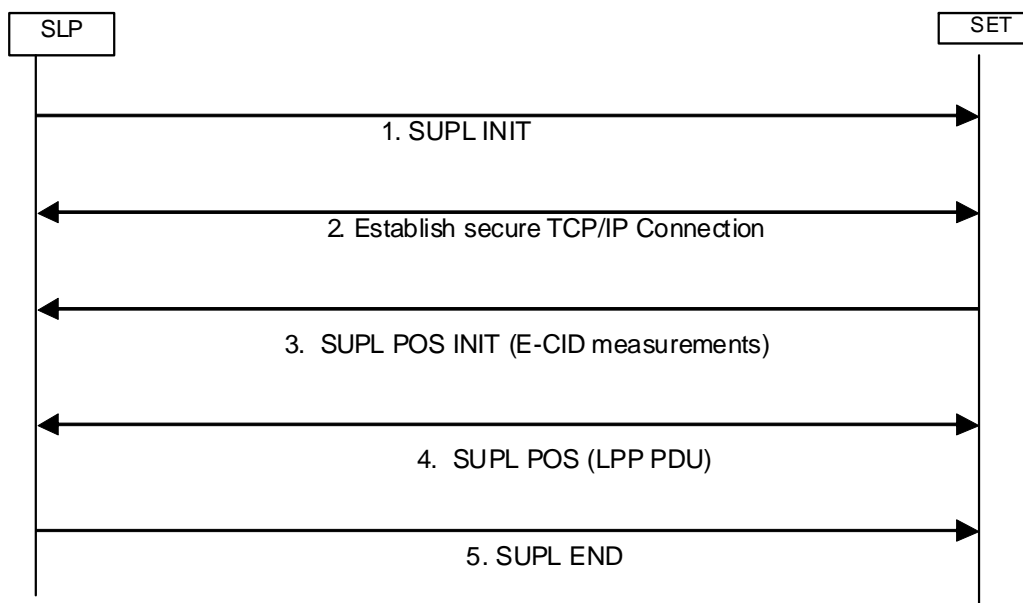 SLP
SET
1. SUPL INIT
2. Establish secure TCP/IP Connection
3. SUPL POS INIT (E-CID measurements)
4. SUPL POS (LPP PDU)
5. SUPL END